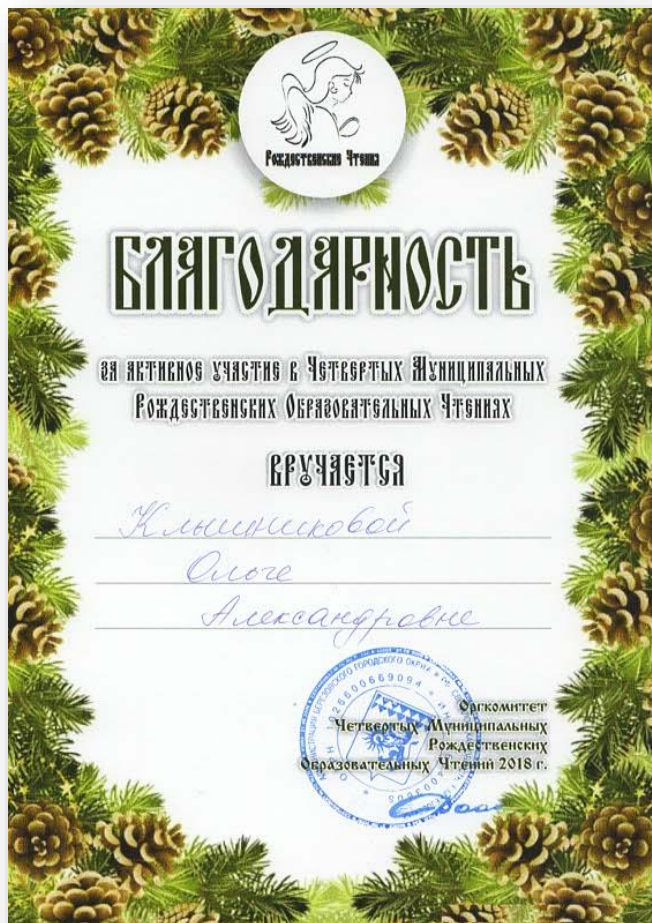 Рождественские Чтения
БЛАГОДАРНОСТЬ
за активное участие в Четвертых Муниципальных
Рождественских Образовательных Чтениях
ВРУЧАЕТСЯ
Клышниковой
Ольге
Александровне
Оргкомитет
Четвертых Муниципальных
Рождественских
Образовательных Чтений 2018 г.